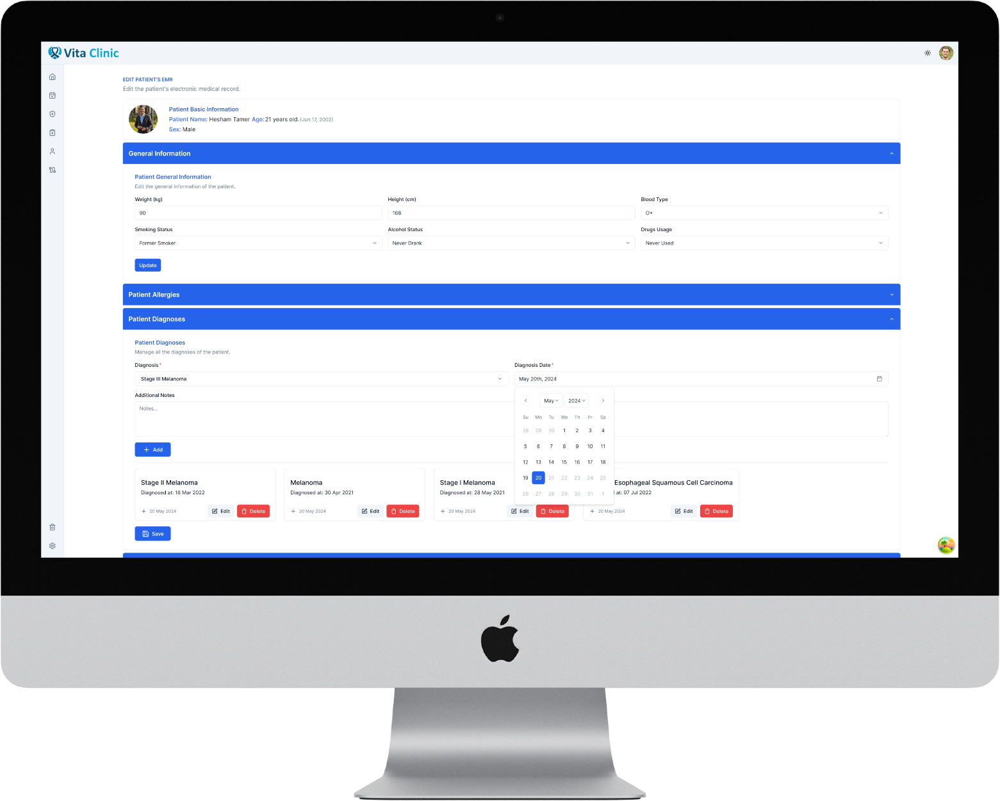 Vita Clinic
EDIT PATIENT'S EMR
Edit the patient's electronic medical record.
Patient Basic Information
Patient Name: Hesham Tamer Age: 21 years old. (Jun 17, 2002)
Sex: Male
General Information
Patient General Information
Edit the general information of the patient.
Weight (kg) Height (cm) Blood Type
90 168 O+
Smoking Status Alcohol Status Drugs Usage
Former Smoker Never Drank Never Used
Update
Patient Allergies
Patient Diagnoses
Patient Diagnoses
Manage all the diagnoses of the patient.
Diagnosis * Diagnosis Date *
Stage III Melanoma May 20th, 2024
Additional Notes
Notes...
May 2024
Su Mo Tu We Th Fr Sa
28 29 30 1 2 3 4
5 6 7 8 9 10 11
12 13 14 15 16 17 18
19 20 21 22 23 24 25
26 27 28 29 30 31 1
+ Add
Stage II Melanoma Melanoma Stage I Melanoma Esophageal Squamous Cell Carcinoma
Diagnosed at: 16 Mar 2022 Diagnosed at: 30 Apr 2021 Diagnosed at: 28 May 2021 at: 07 Jul 2022
+ 20 May 2024 Edit Delete + 20 May 2024 Edit Delete + 20 May 2024 Edit Delete + 20 May 2024 Edit Delete
Save